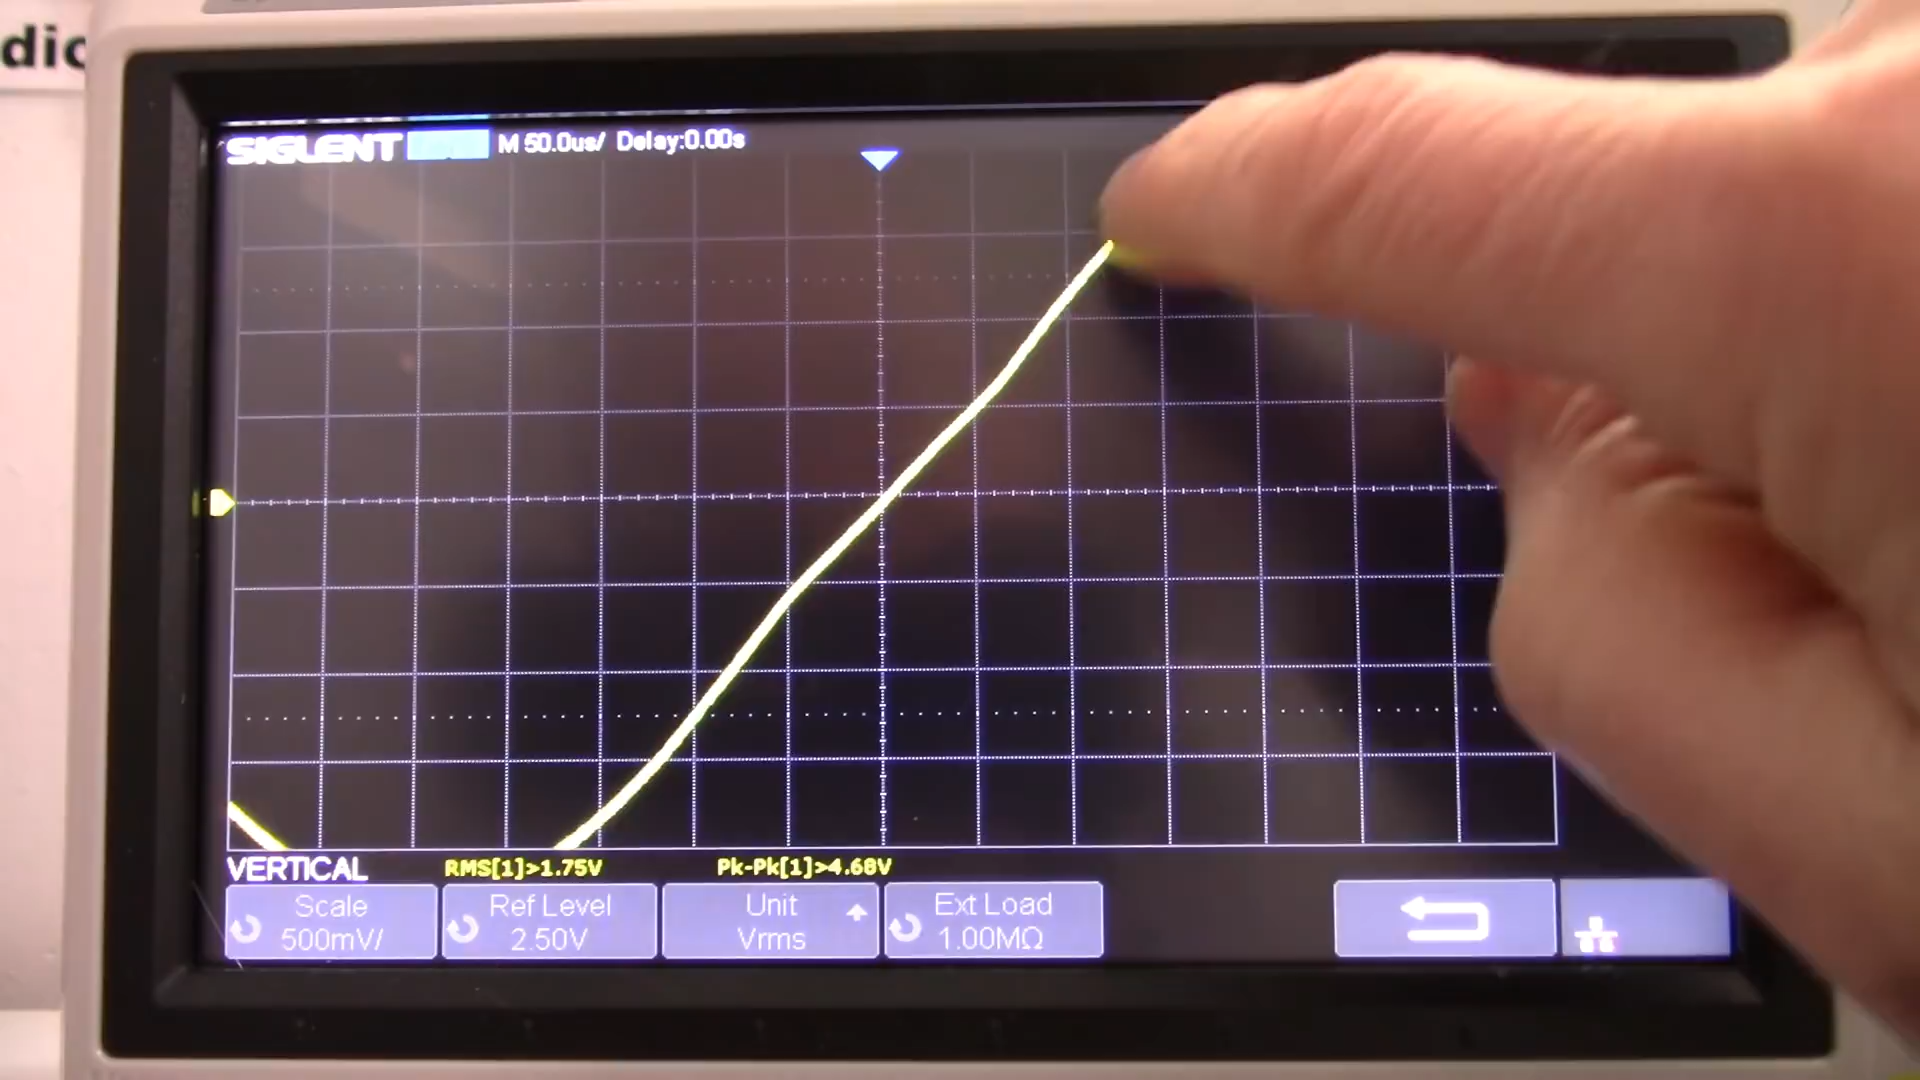 dio
SIGLENT M 50.0us/ Delay:0.00s
VERTICAL RMS[1]>1.75V Pk-Pk[1]>4.68V
Scale
500mV/
Ref Level
2.50V
Unit
Vrms
Ext Load
1.00MΩ